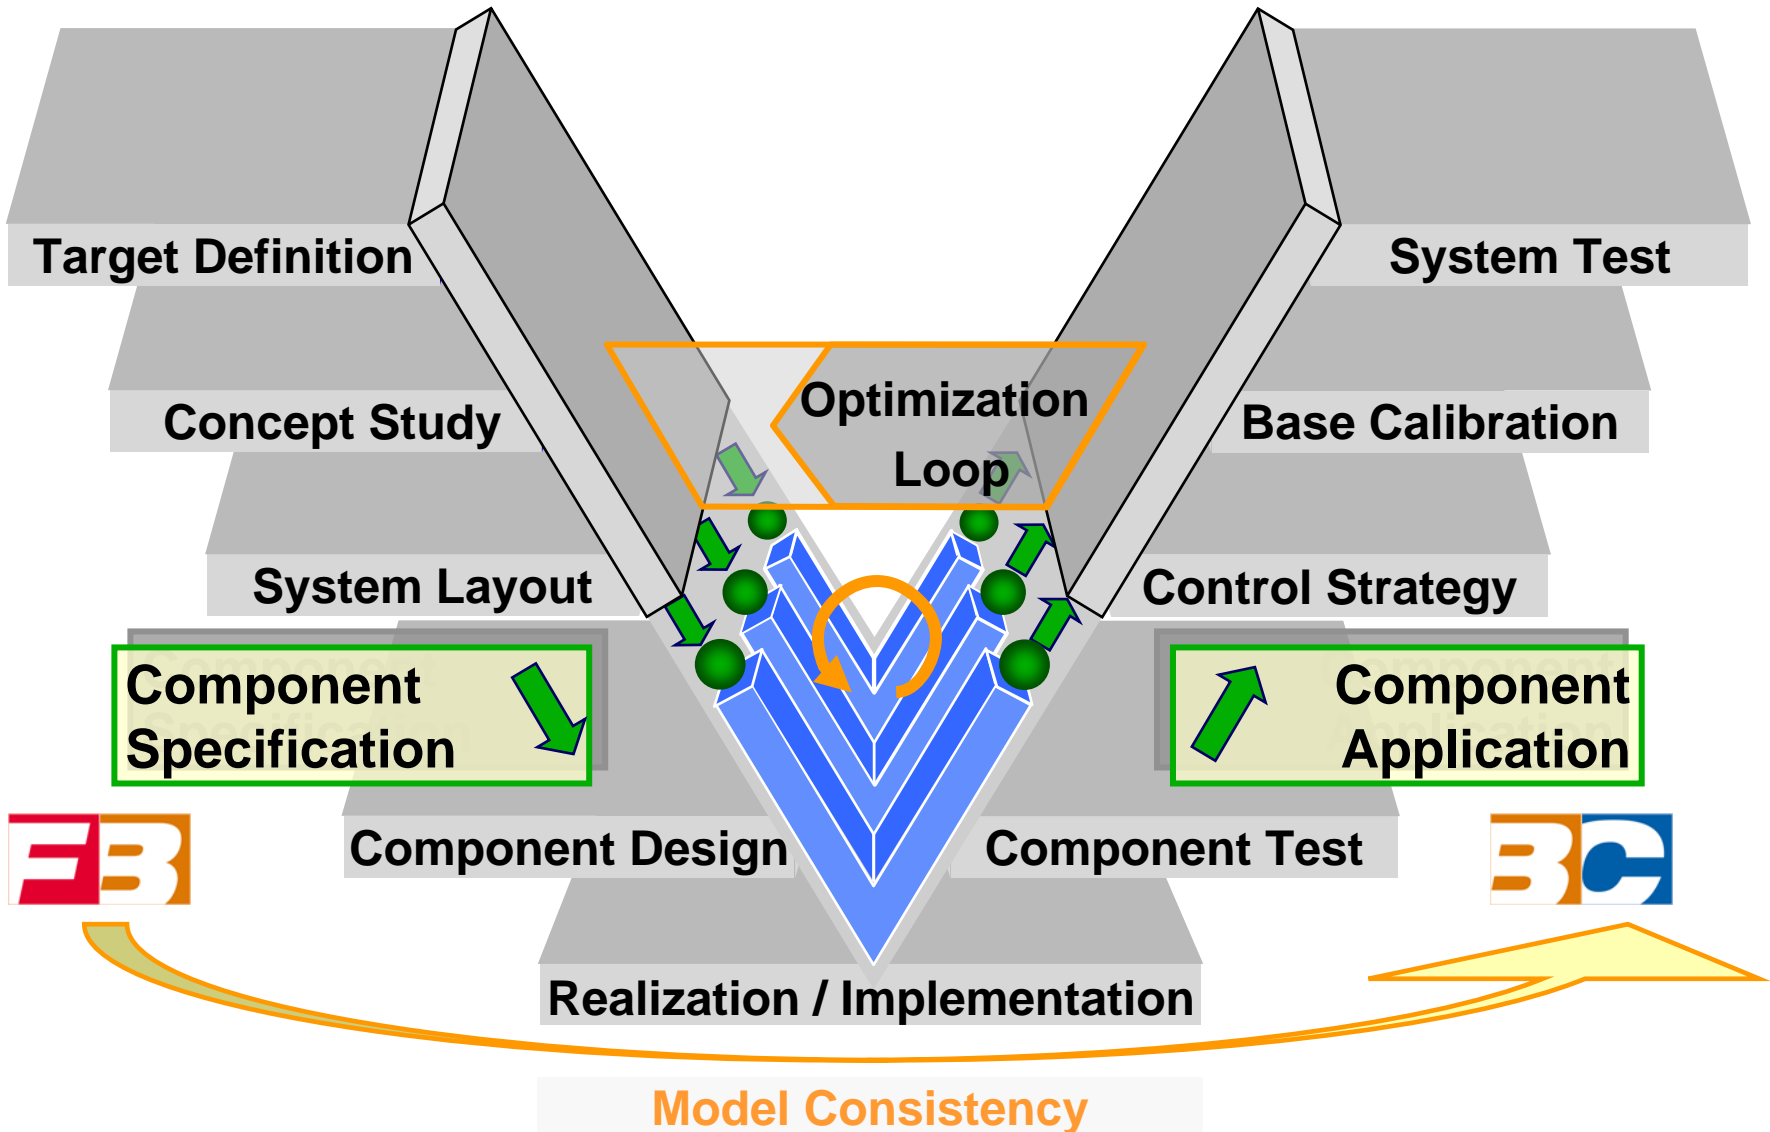 Target Definition
System Test
Optimization
Loop
Concept Study
Base Calibration
System Layout
Control Strategy
Component
Specification
Component
Application
FB
BC
Component Design
Component Test
Realization / Implementation
Model Consistency